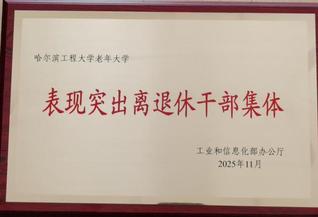 哈尔滨工程大学老年大学
表现突出离退休干部集体
工业和信息化部办公厅
2025年11月